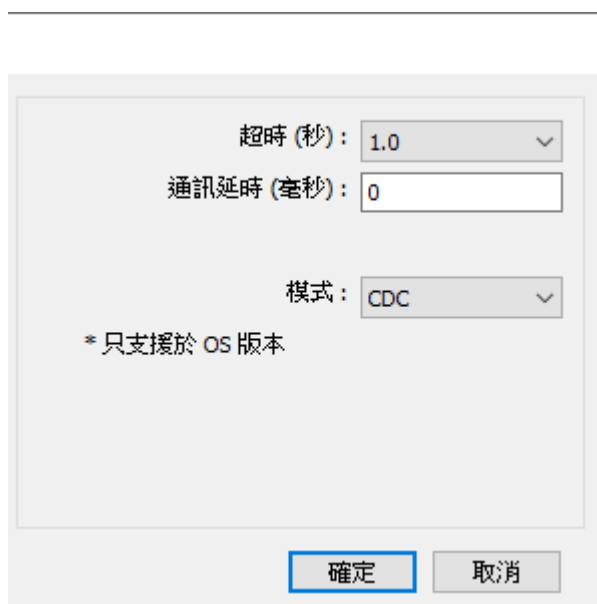 超時 (秒)： 1.0
通訊延時 (毫秒)： 0
模式： CDC
* 只支援於 OS 版本
確定 取消